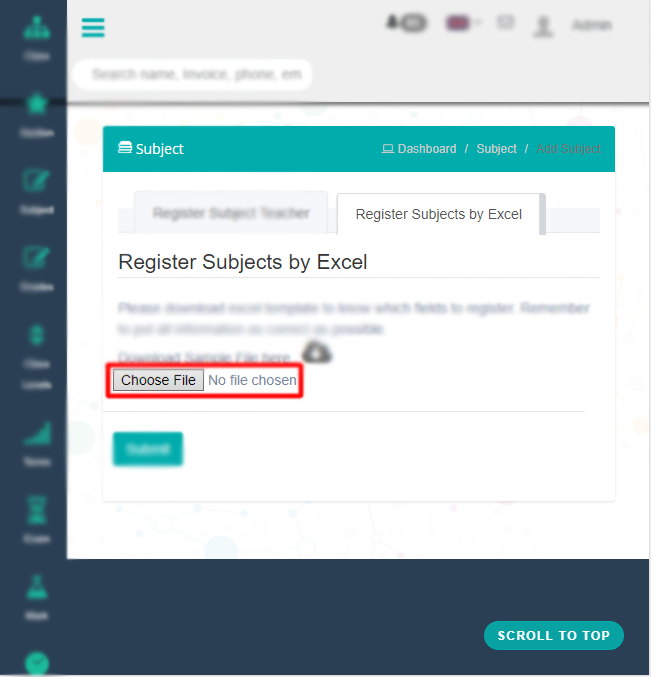 Class
Admin
Search name, Invoice, phone, em
Section
Subject
Dashboard / Subject / Add Subject
Subject
Register Subject Teacher
Register Subjects by Excel
Grades
Register Subjects by Excel
Please download excel template to know which fields to register. Remember
to put all information as correct as possible.
Class
Levels
Download Sample File here
Choose File No file chosen
Submit
Terms
Exam
Mark
SCROLL TO TOP